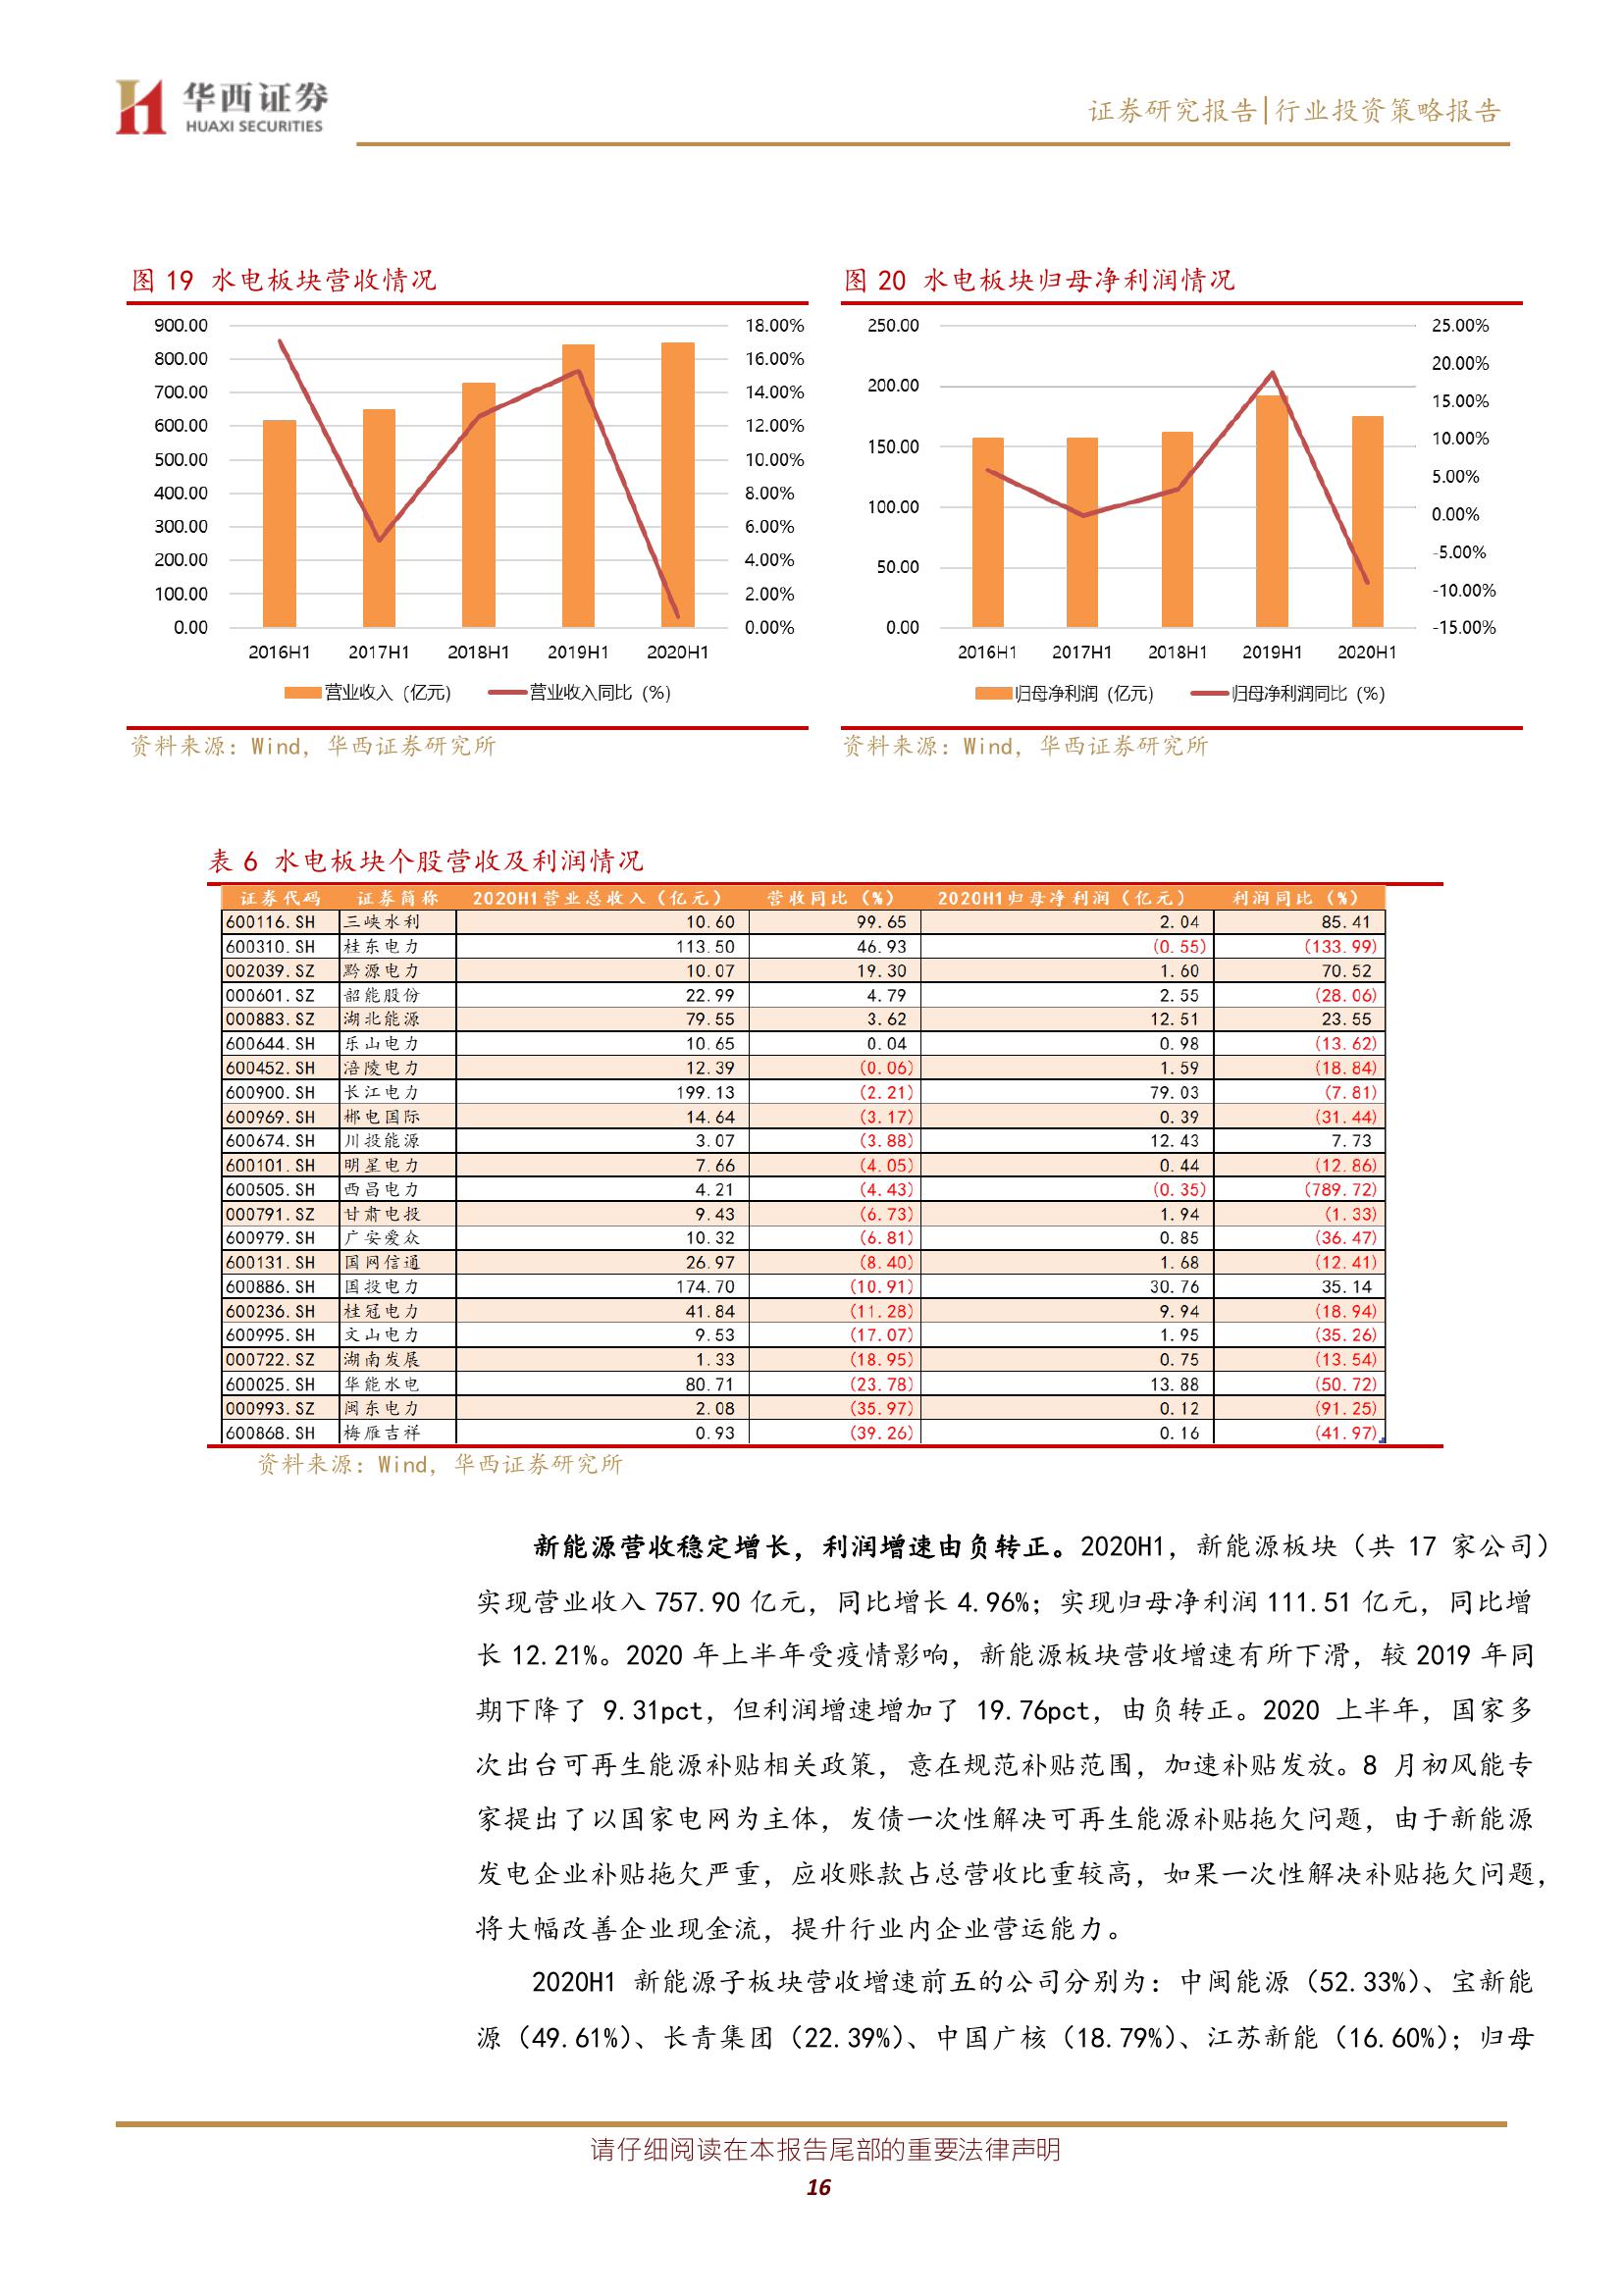 华西证券
HUAXI SECURITIES
证券研究报告|行业投资策略报告
图 19 水电板块营收情况
900.00
800.00
700.00
600.00
500.00
400.00
300.00
200.00
100.00
0.00
18.00%
16.00%
14.00%
12.00%
10.00%
8.00%
6.00%
4.00%
2.00%
0.00%
2016H1 2017H1 2018H1 2019H1 2020H1
营业收入（亿元） 营业收入同比（%）
资料来源：Wind，华西证券研究所
图 20 水电板块归母净利润情况
250.00
200.00
150.00
100.00
50.00
0.00
25.00%
20.00%
15.00%
10.00%
5.00%
0.00%
-5.00%
-10.00%
-15.00%
2016H1 2017H1 2018H1 2019H1 2020H1
归母净利润（亿元） 归母净利润同比（%）
资料来源：Wind，华西证券研究所
表 6 水电板块个股营收及利润情况
证券代码 证券简称 2020H1营业总收入（亿元） 营收同比（%） 2020H1归母净利润（亿元） 利润同比（%）
600116.SH 三峡水利 10.60 99.65 2.04 85.41
600310.SH 桂东电力 113.50 46.93 (0.55) (133.99)
002039.SZ 黔源电力 10.07 19.30 1.60 70.52
000601.SZ 韶能股份 22.99 4.79 2.55 (28.06)
000883.SZ 湖北能源 79.55 3.62 12.51 23.55
600644.SH 乐山电力 10.65 0.04 0.98 (13.62)
600452.SH 涪陵电力 12.39 (0.06) 1.59 (18.84)
600900.SH 长江电力 199.13 (2.21) 79.03 (7.81)
600969.SH 郴电国际 14.64 (3.17) 0.39 (31.44)
600674.SH 川投能源 3.07 (3.88) 12.43 7.73
600101.SH 明星电力 7.66 (4.05) 0.44 (12.86)
600505.SH 西昌电力 4.21 (4.43) (0.35) (789.72)
000791.SZ 甘肃电投 9.43 (6.73) 1.94 (1.33)
600979.SH 广安爱众 10.32 (6.81) 0.85 (36.47)
600131.SH 国网信通 26.97 (8.40) 1.68 (12.41)
600886.SH 国投电力 174.70 (10.91) 30.76 35.14
600236.SH 桂冠电力 41.84 (11.28) 9.94 (18.94)
600995.SH 文山电力 9.53 (17.07) 1.95 (35.26)
000722.SZ 湖南发展 1.33 (18.95) 0.75 (13.54)
600025.SH 华能水电 80.71 (23.78) 13.88 (50.72)
000993.SZ 闽东电力 2.08 (35.97) 0.12 (91.25)
600868.SH 梅雁吉祥 0.93 (39.26) 0.16 (41.97)
资料来源：Wind，华西证券研究所
新能源营收稳定增长，利润增速由负转正。2020H1，新能源板块（共 17 家公司）
实现营业收入 757.90 亿元，同比增长 4.96%；实现归母净利润 111.51 亿元，同比增
长 12.21%。2020 年上半年受疫情影响，新能源板块营收增速有所下滑，较 2019 年同
期下降了 9.31pct，但利润增速增加了 19.76pct，由负转正。2020 上半年，国家多
次出台可再生能源补贴相关政策，意在规范补贴范围，加速补贴发放。8 月初风能专
家提出了以国家电网为主体，发债一次性解决可再生能源补贴拖欠问题，由于新能源
发电企业补贴拖欠严重，应收账款占总营收比重较高，如果一次性解决补贴拖欠问题，
将大幅改善企业现金流，提升行业内企业营运能力。
2020H1 新能源子板块营收增速前五的公司分别为：中闽能源（52.33%）、宝新能
源（49.61%）、长青集团（22.39%）、中国广核（18.79%）、江苏新能（16.60%）；归母
请仔细阅读在本报告尾部的重要法律声明
16